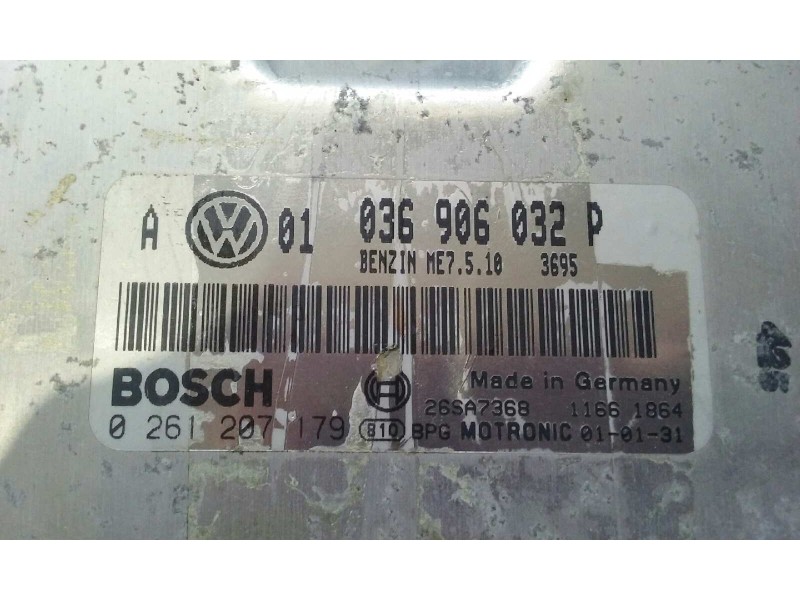 A VW 01 036 906 032 P
BENZIN ME7.5.10 3695
BOSCH Made in Germany
26SA7368 1166 1864
0 261 207 179 810 BPG MOTRONIC 01-01-31